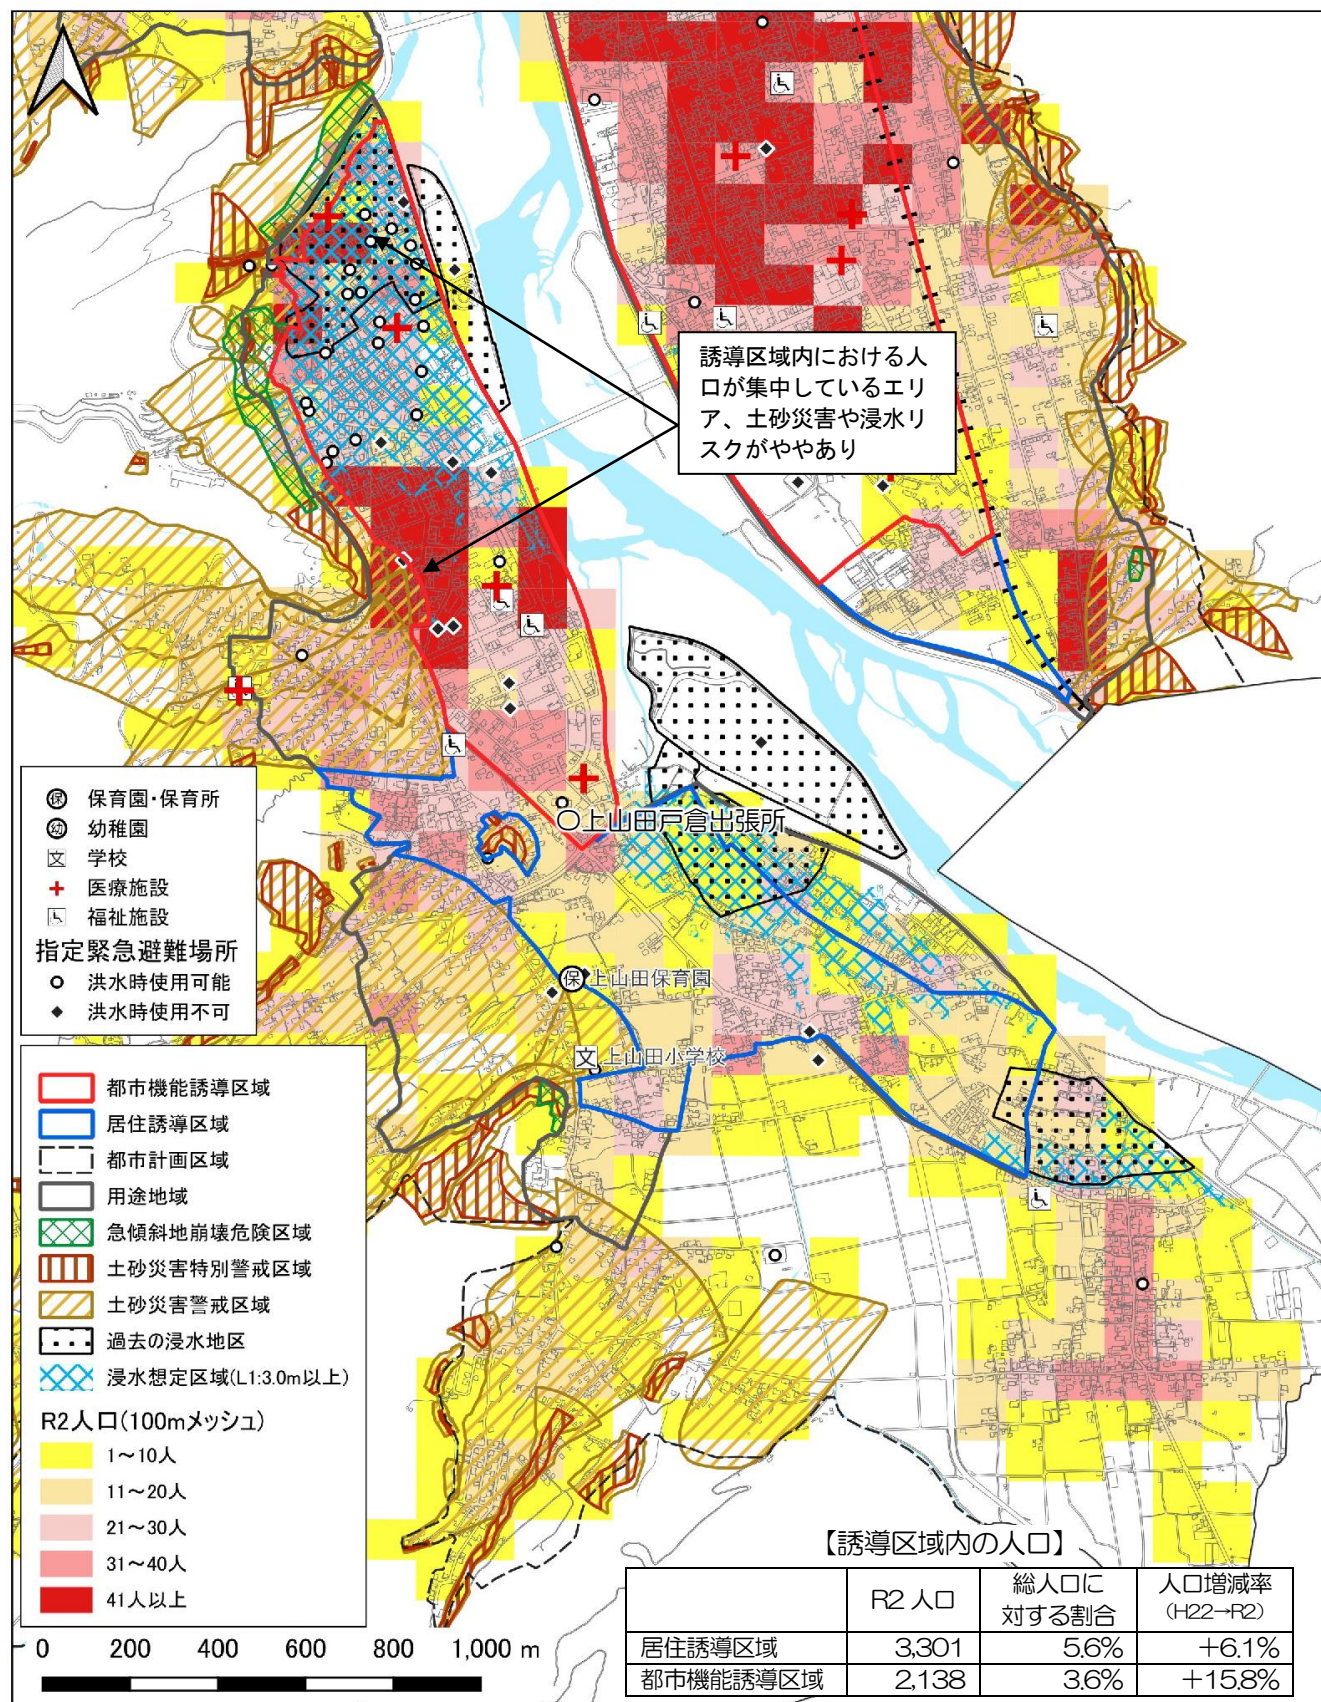 誘導区域内における人
口が集中しているエリ
ア、土砂災害や浸水リ
スクがややあり
〇上山田戸倉出張所
保 上山田保育園
文 上山田小学校
保 保育園・保育所
幼 幼稚園
文 学校
医療施設
福祉施設
指定緊急避難場所
洪水時使用可能
洪水時使用不可
都市機能誘導区域
居住誘導区域
都市計画区域
用途地域
急傾斜地崩壊危険区域
土砂災害特別警戒区域
土砂災害警戒区域
過去の浸水地区
浸水想定区域(L1:3.0m以上)
R2人口(100mメッシュ)
1～10人
11～20人
21～30人
31～40人
41人以上
0 200 400 600 800 1,000 m
【誘導区域内の人口】
R2 人口 総人口に対する割合 人口増減率(H22→R2)
居住誘導区域 3,301 5.6% +6.1%
都市機能誘導区域 2,138 3.6% +15.8%